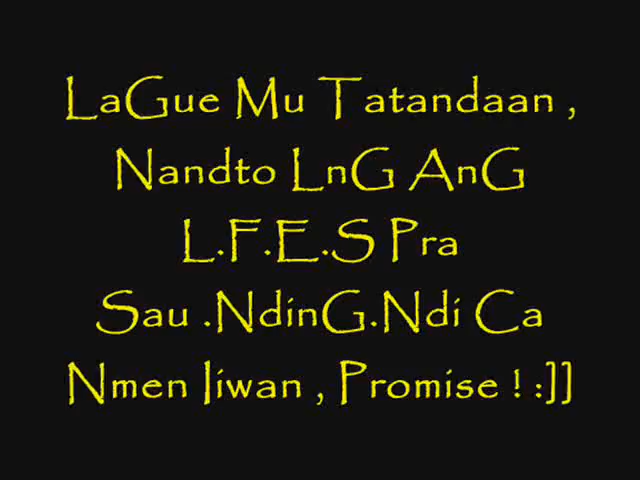 LaGue Mu Tatandaan ,
Nandto LnG AnG
L.F.E.S Pra
Sau .NdinG.Ndi Ca
Nmen Iiwan , Promise ! :]]